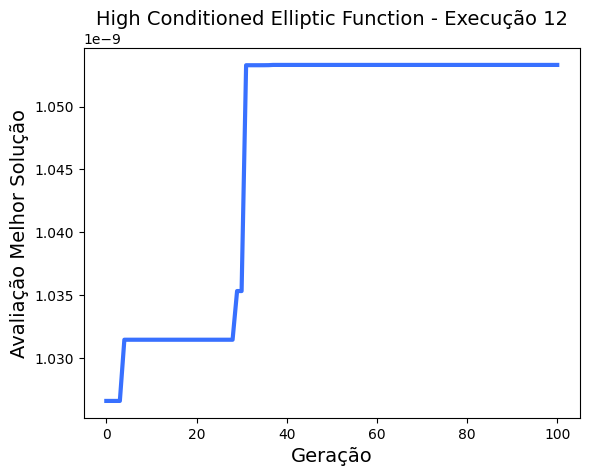 High Conditioned Elliptic Function - Execução 12
1e−9
1.050
1.045
1.040
1.035
1.030
Avaliação Melhor Solução
0 20 40 60 80 100
Geração